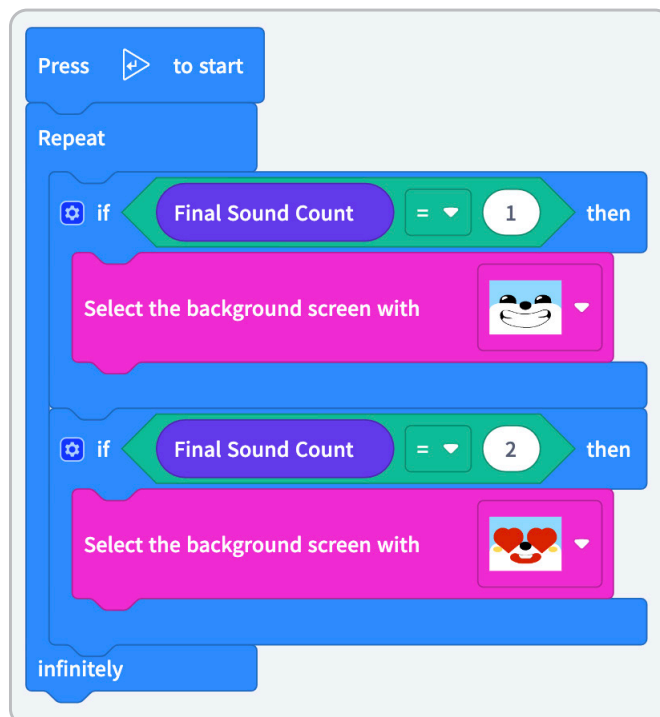 Press to start
Repeat
if Final Sound Count = 1 then
Select the background screen with
if Final Sound Count = 2 then
Select the background screen with
infinitely